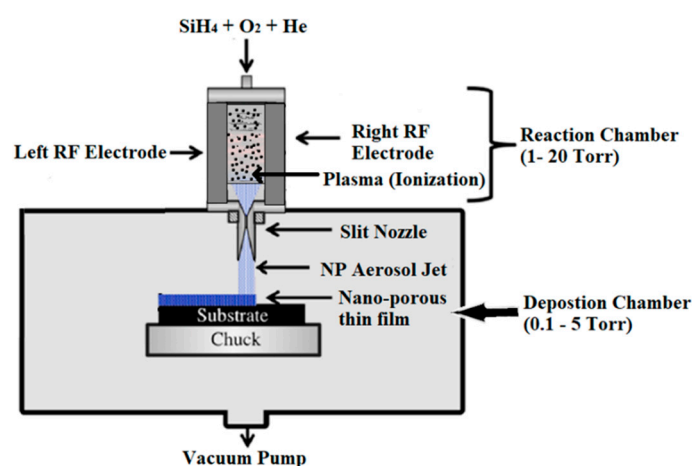 SiH4 + O2 + He
Left RF Electrode
Right RF
Electrode
Plasma (Ionization)
Reaction Chamber
(1- 20 Torr)
Slit Nozzle
NP Aerosol Jet
Nano-porous
thin film
Substrate
Chuck
Depostion Chamber
(0.1 - 5 Torr)
Vacuum Pump